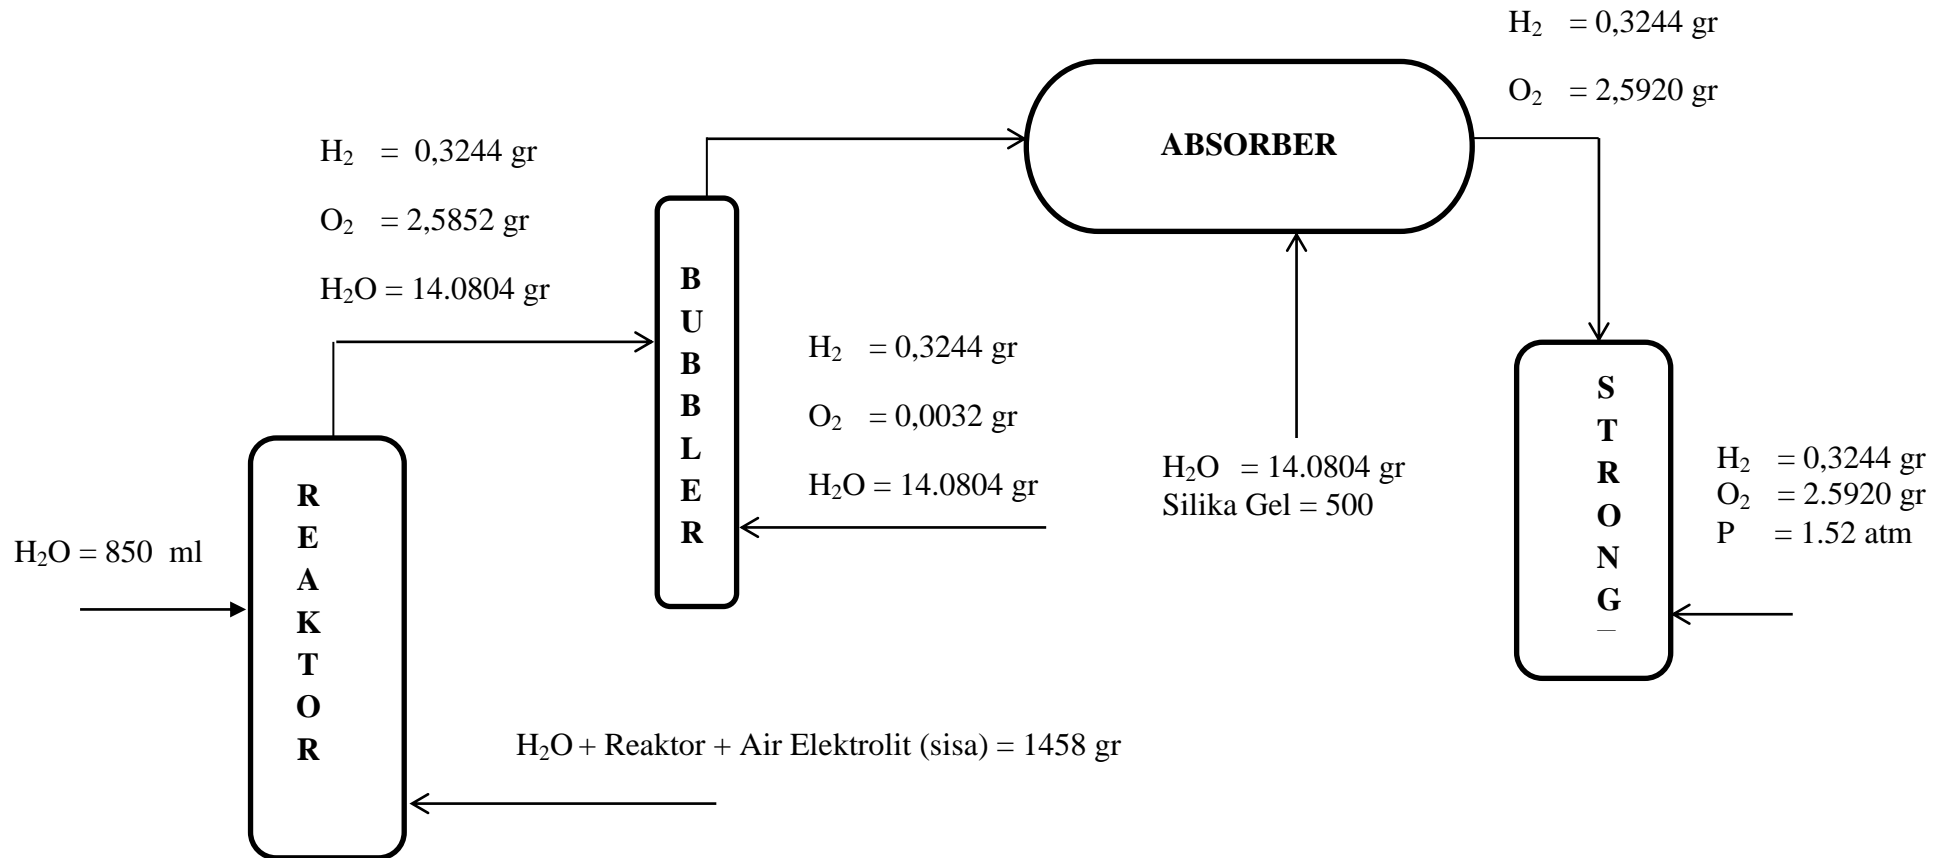 H₂ = 0,3244 gr
O₂ = 2,5920 gr
ABSORBER
H₂ = 0,3244 gr
O₂ = 2,5852 gr
H₂O = 14.0804 gr
BUBBLER
H₂ = 0,3244 gr
O₂ = 0,0032 gr
H₂O = 14.0804 gr
H₂O = 14.0804 gr
Silika Gel = 500
STRONG
H₂ = 0,3244 gr
O₂ = 2.5920 gr
P = 1.52 atm
REAKTOR
H₂O = 850 ml
H₂O + Reaktor + Air Elektrolit (sisa) = 1458 gr